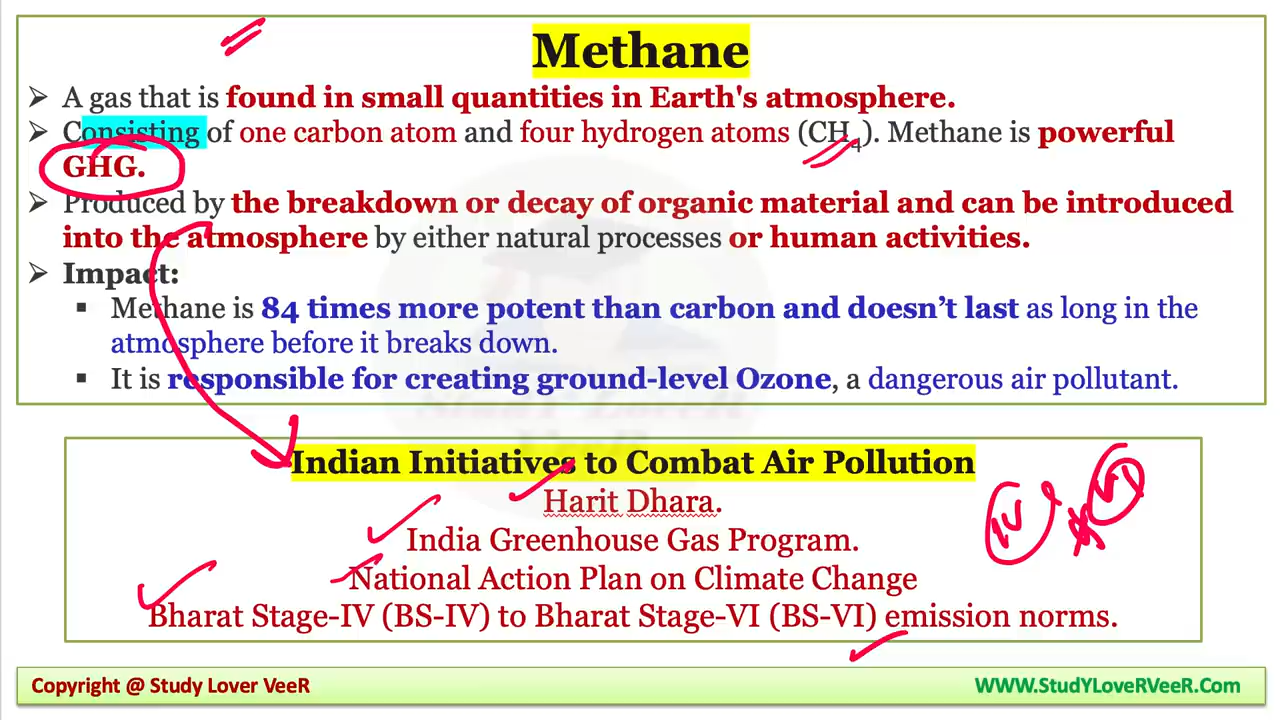 Methane
➢ A gas that is found in small quantities in Earth's atmosphere.
➢ Consisting of one carbon atom and four hydrogen atoms (CH₄). Methane is powerful
GHG.
➢ Produced by the breakdown or decay of organic material and can be introduced
into the atmosphere by either natural processes or human activities.
➢ Impact:
▪ Methane is 84 times more potent than carbon and doesn't last as long in the
atmosphere before it breaks down.
▪ It is responsible for creating ground-level Ozone, a dangerous air pollutant.
Indian Initiatives to Combat Air Pollution
Harit Dhara.
India Greenhouse Gas Program.
National Action Plan on Climate Change
Bharat Stage-IV (BS-IV) to Bharat Stage-VI (BS-VI) emission norms.
IV VI
Copyright @ Study Lover VeeR
WWW.StudYLoveRVeeR.Com